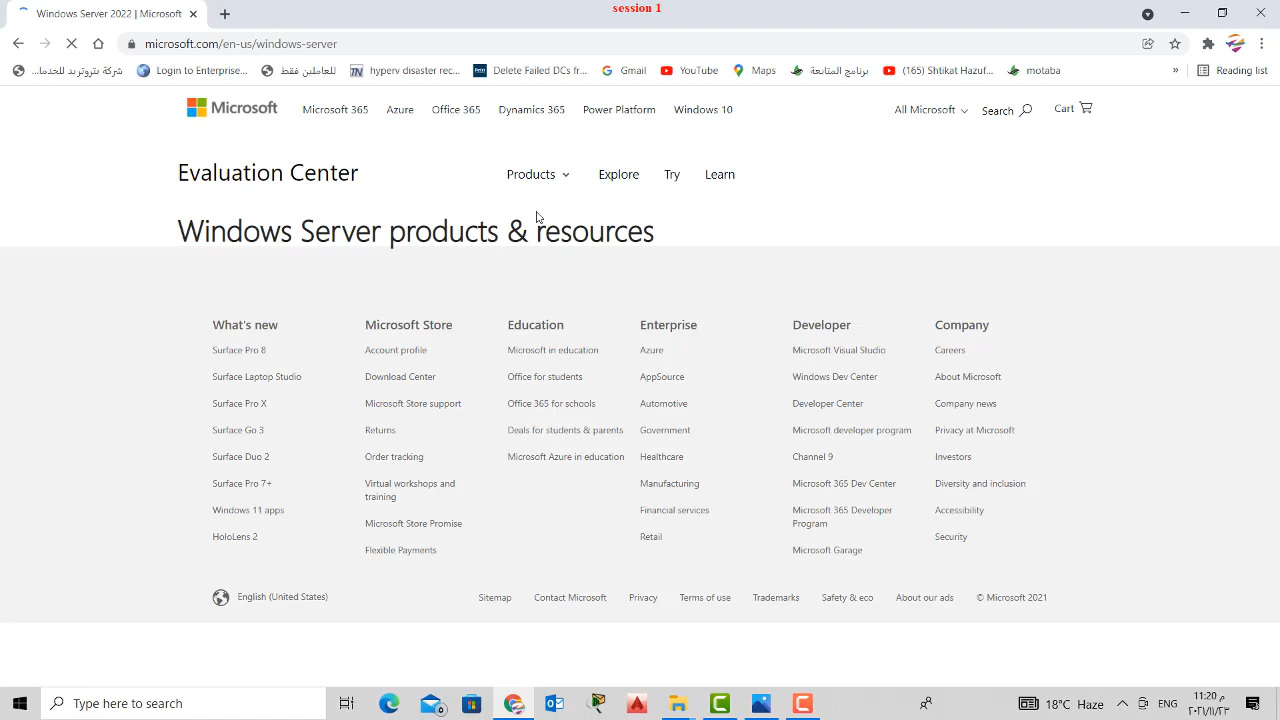 session 1
Windows Server 2022 | Microsoft
microsoft.com/en-us/windows-server
شركة بتروتريد للخدما...
Login to Enterprise...
للعاملين فقط
hyperv disaster rec...
Delete Failed DCs fr...
Gmail
YouTube
Maps
برنامج المتابعة
(165) Shtikat Hazuf...
motaba
»
Reading list
Microsoft
Microsoft 365
Azure
Office 365
Dynamics 365
Power Platform
Windows 10
All Microsoft
Search
Cart
Evaluation Center
Products
Explore
Try
Learn
Windows Server products & resources
What's new
Surface Pro 8
Surface Laptop Studio
Surface Pro X
Surface Go 3
Surface Duo 2
Surface Pro 7+
Windows 11 apps
HoloLens 2
Microsoft Store
Account profile
Download Center
Microsoft Store support
Returns
Order tracking
Virtual workshops and
training
Microsoft Store Promise
Flexible Payments
Education
Microsoft in education
Office for students
Office 365 for schools
Deals for students & parents
Microsoft Azure in education
Enterprise
Azure
AppSource
Automotive
Government
Healthcare
Manufacturing
Financial services
Retail
Developer
Microsoft Visual Studio
Windows Dev Center
Developer Center
Microsoft developer program
Channel 9
Microsoft 365 Dev Center
Microsoft 365 Developer
Program
Microsoft Garage
Company
Careers
About Microsoft
Company news
Privacy at Microsoft
Investors
Diversity and inclusion
Accessibility
Security
English (United States)
Sitemap
Contact Microsoft
Privacy
Terms of use
Trademarks
Safety & eco
About our ads
© Microsoft 2021
Type here to search
18°C Haze
ENG
11:20